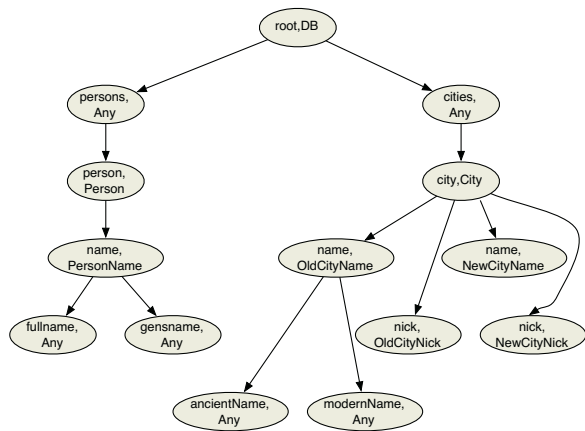 root,DB
persons,
Any
cities,
Any
person,
Person
city,City
name,
PersonName
name,
OldCityName
name,
NewCityName
fullname,
Any
gensname,
Any
nick,
OldCityNick
nick,
NewCityNick
ancientName,
Any
modernName,
Any